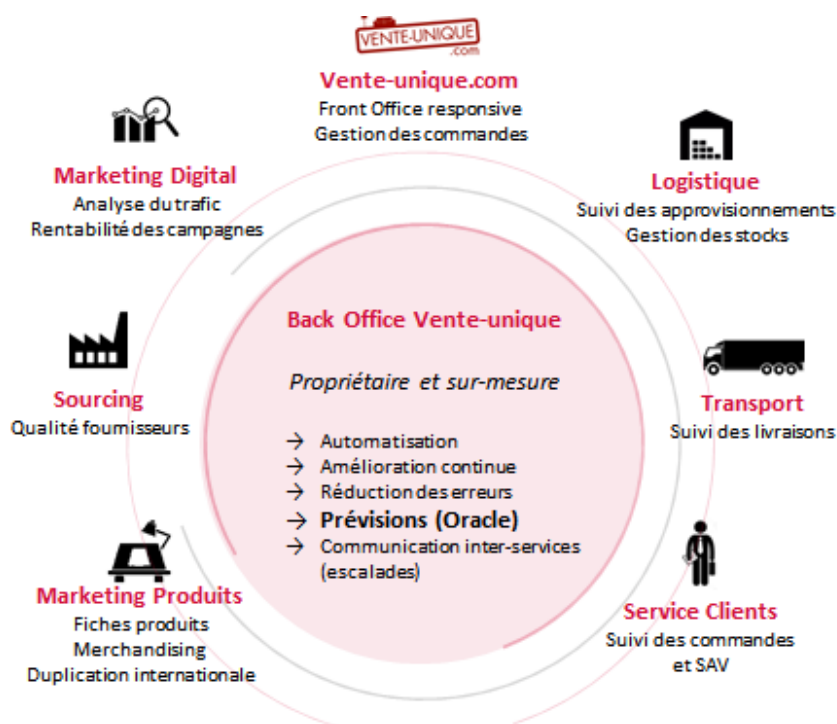 VENTE-UNIQUE
.com
Vente-unique.com
Front Office responsive
Gestion des commandes
Marketing Digital
Analyse du trafic
Rentabilité des campagnes
Logistique
Suivi des approvisionnements
Gestion des stocks
Back Office Vente-unique
Propriétaire et sur-mesure
→ Automatisation
→ Amélioration continue
→ Réduction des erreurs
→ Prévisions (Oracle)
→ Communication inter-services
(escalades)
Sourcing
Qualité fournisseurs
Transport
Suivi des livraisons
Marketing Produits
Fiches produits
Merchandising
Duplication internationale
Service Clients
Suivi des commandes
et SAV